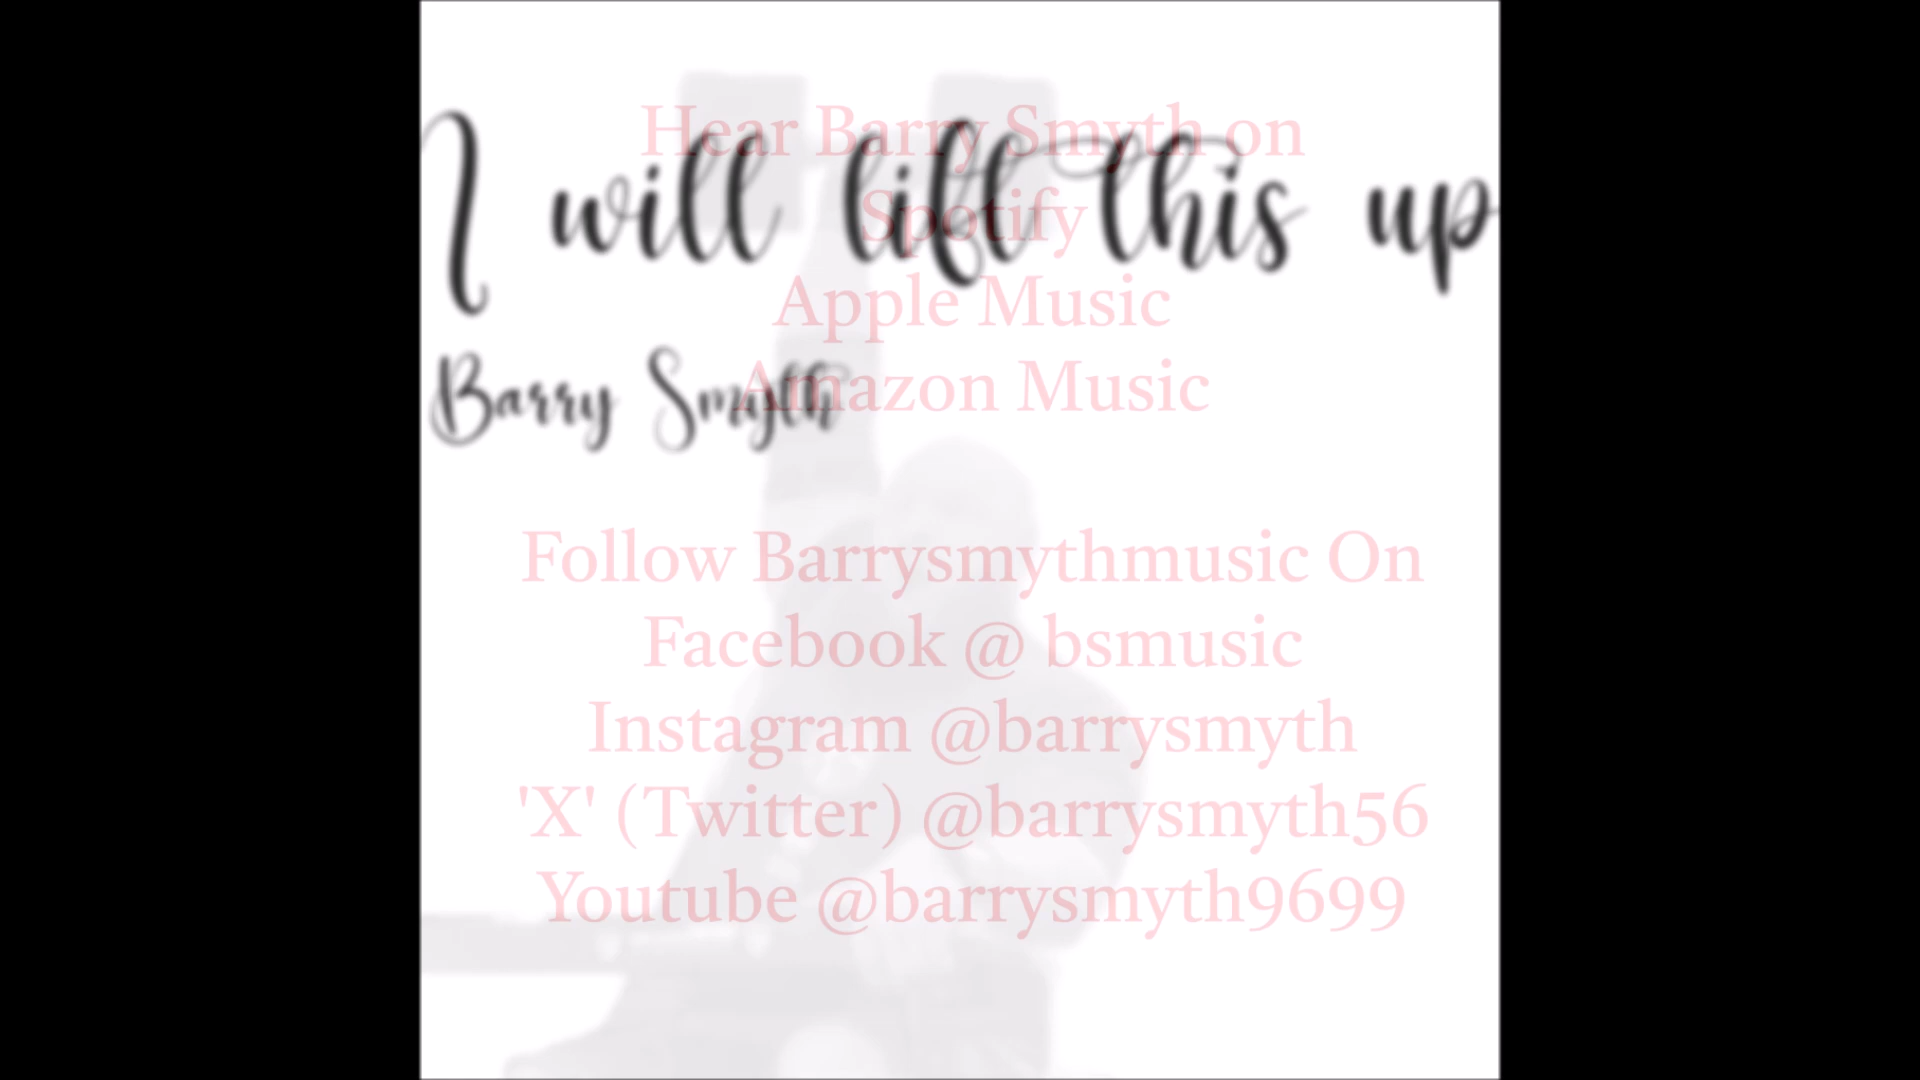 Hear Barry Smyth on
I will lift this up
Spotify
Apple Music
Barry Smyth
Amazon Music
Follow Barrysmythmusic On
Facebook @ bsmusic
Instagram @barrysmyth
'X' (Twitter) @barrysmyth56
Youtube @barrysmyth9699